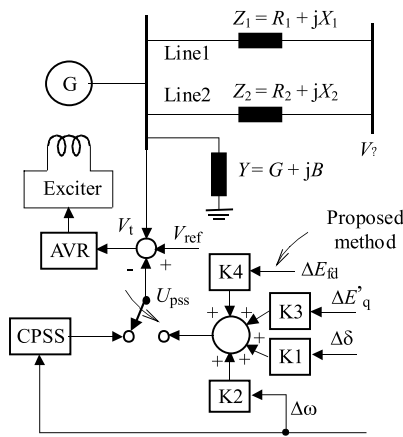 Z1 = R1 + jX1
Line1
G
Line2
Z2 = R2 + jX2
V?
Y = G + jB
Exciter
Vt
Vref
Proposed
method
AVR
-
+
K4
ΔEfd
Upss
K3
ΔE'q
CPSS
+
+
+
+
K1
Δδ
K2
Δω